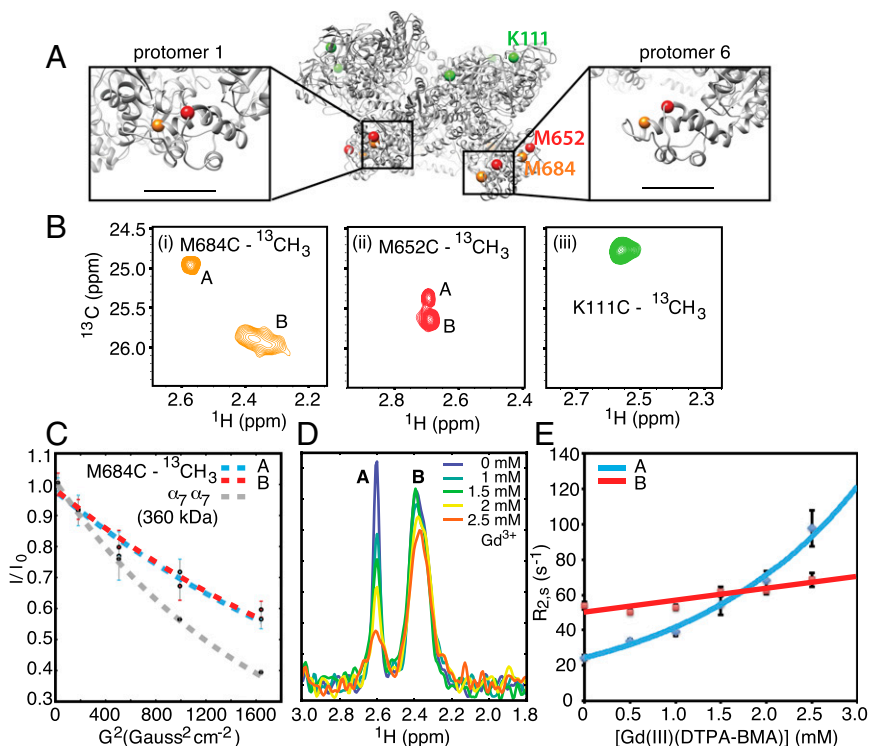 A
protomer 1
K111
protomer 6
M652
M684
B
(i) M684C - ¹³CH₃
A
B
(ii) M652C - ¹³CH₃
A
B
(iii)
K111C - ¹³CH₃
¹³C (ppm)
24.5
25.0
25.5
26.0
2.6 2.4 2.2
2.8 2.6 2.4
2.7 2.5 2.3
¹H (ppm)
¹H (ppm)
¹H (ppm)
C
M684C - ¹³CH₃
A
B
α₇ α₇
(360 kDa)
I/ I₀
1.0
0.9
0.8
0.7
0.6
0.5
0.4
0.3
0 400 800 1200 1600
G²(Gauss²cm⁻²)
D
A
B
0 mM
1 mM
1.5 mM
2 mM
2.5 mM
Gd³⁺
3.0 2.8 2.6 2.4 2.2 2.0 1.8
¹H (ppm)
E
A
B
R₂,ₛ (s⁻¹)
140
120
100
80
60
40
20
0
0 0.5 1.0 1.5 2.0 2.5 3.0
[Gd(III)(DTPA-BMA)] (mM)